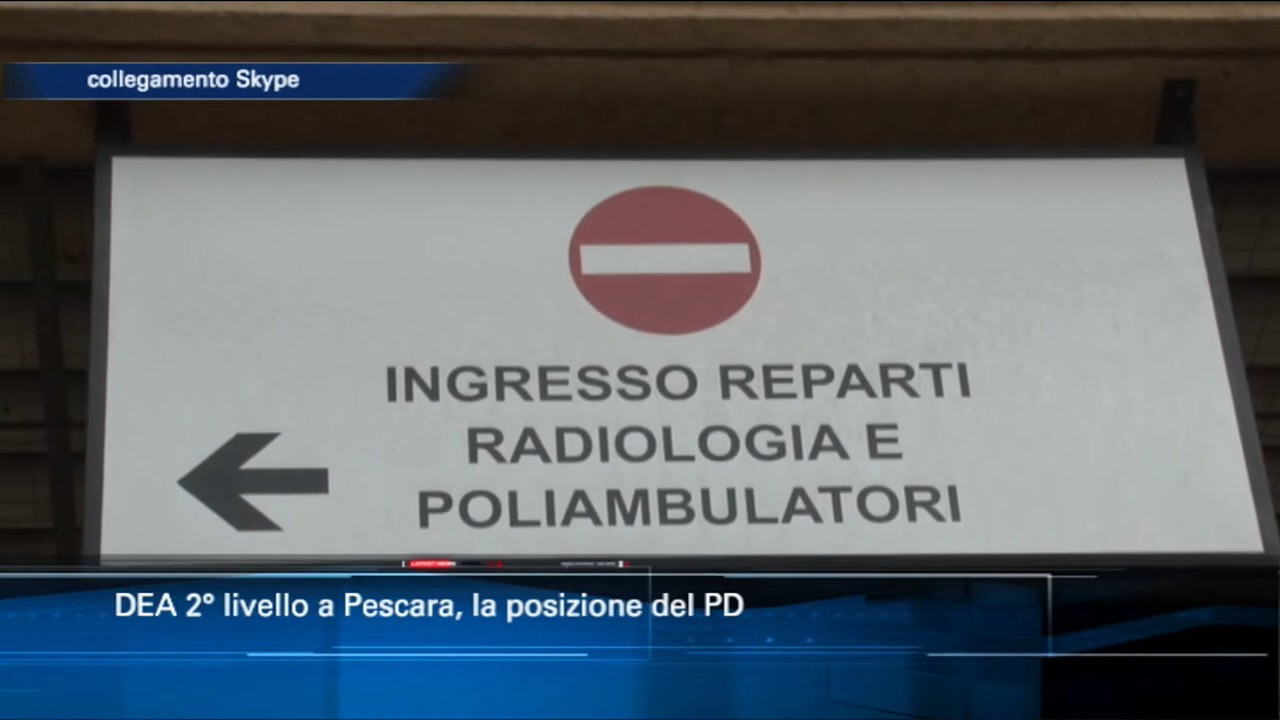 collegamento Skype
INGRESSO REPARTI
RADIOLOGIA E
POLIAMBULATORI
DEA 2° livello a Pescara, la posizione del PD